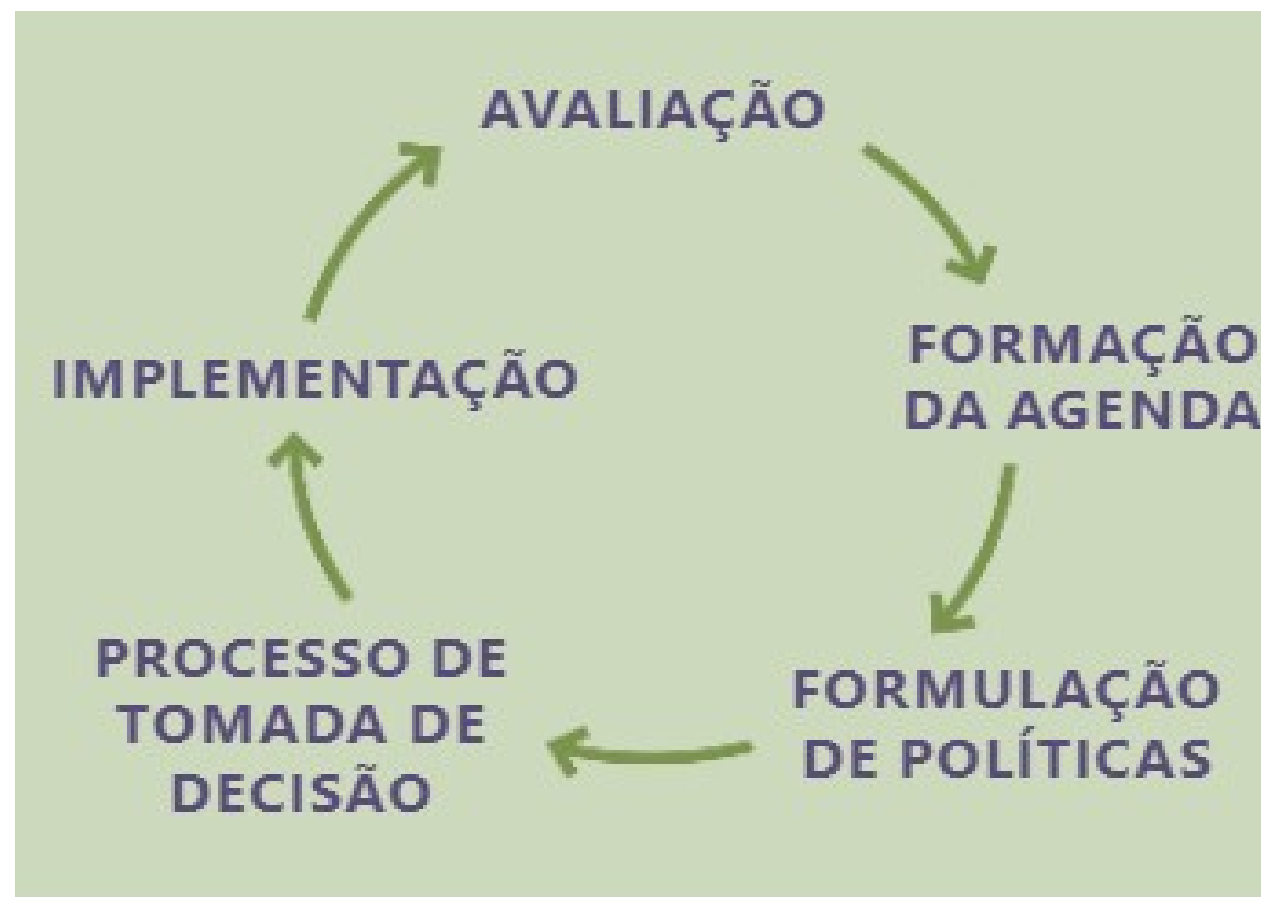 AVALIAÇÃO
FORMAÇÃO
DA AGENDA
FORMULAÇÃO
DE POLÍTICAS
PROCESSO DE
TOMADA DE
DECISÃO
IMPLEMENTAÇÃO